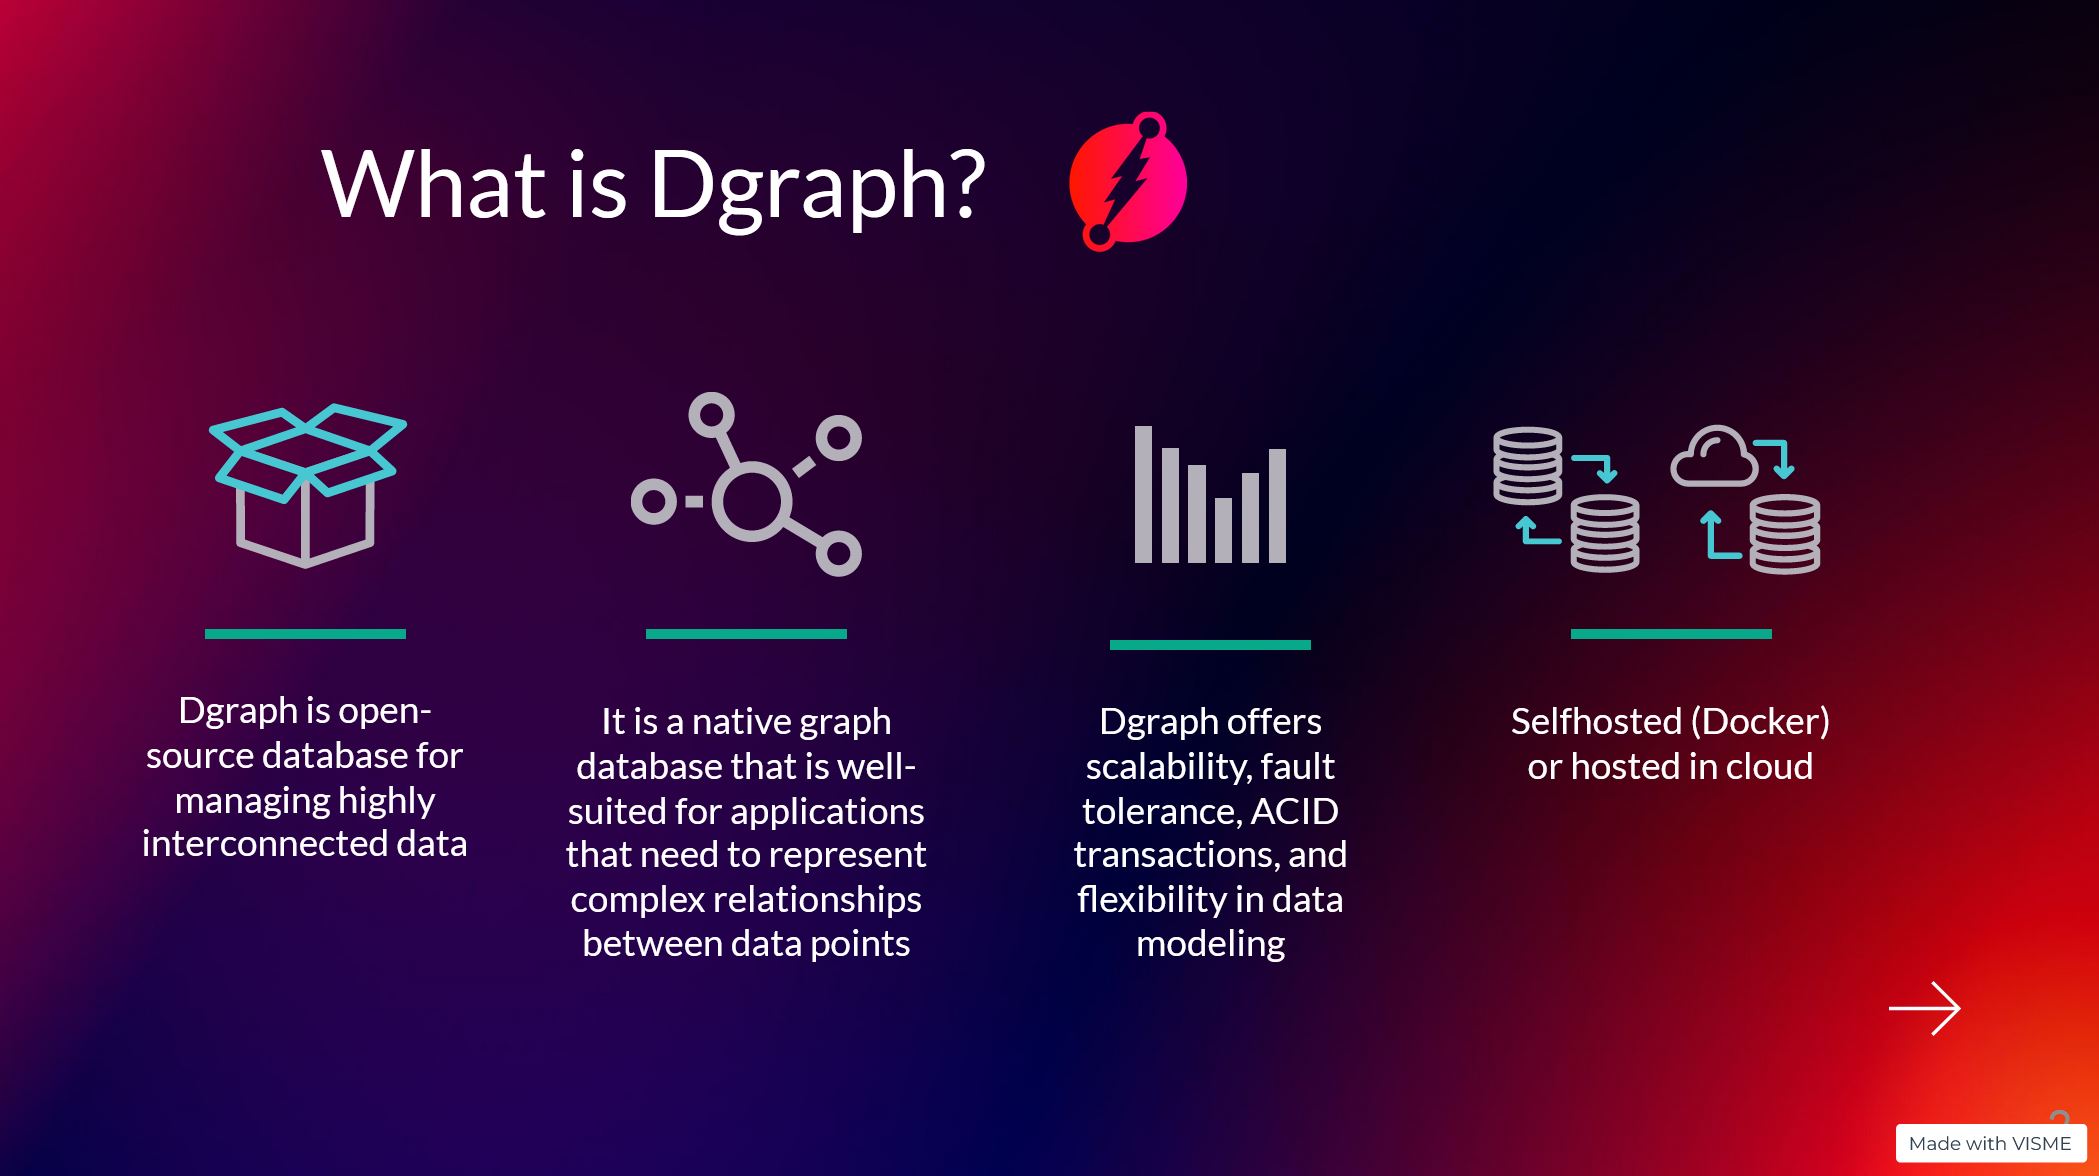 What is Dgraph?
Dgraph is open-
source database for
managing highly
interconnected data
It is a native graph
database that is well-
suited for applications
that need to represent
complex relationships
between data points
Dgraph offers
scalability, fault
tolerance, ACID
transactions, and
flexibility in data
modeling
Selfhosted (Docker)
or hosted in cloud
Made with VISME